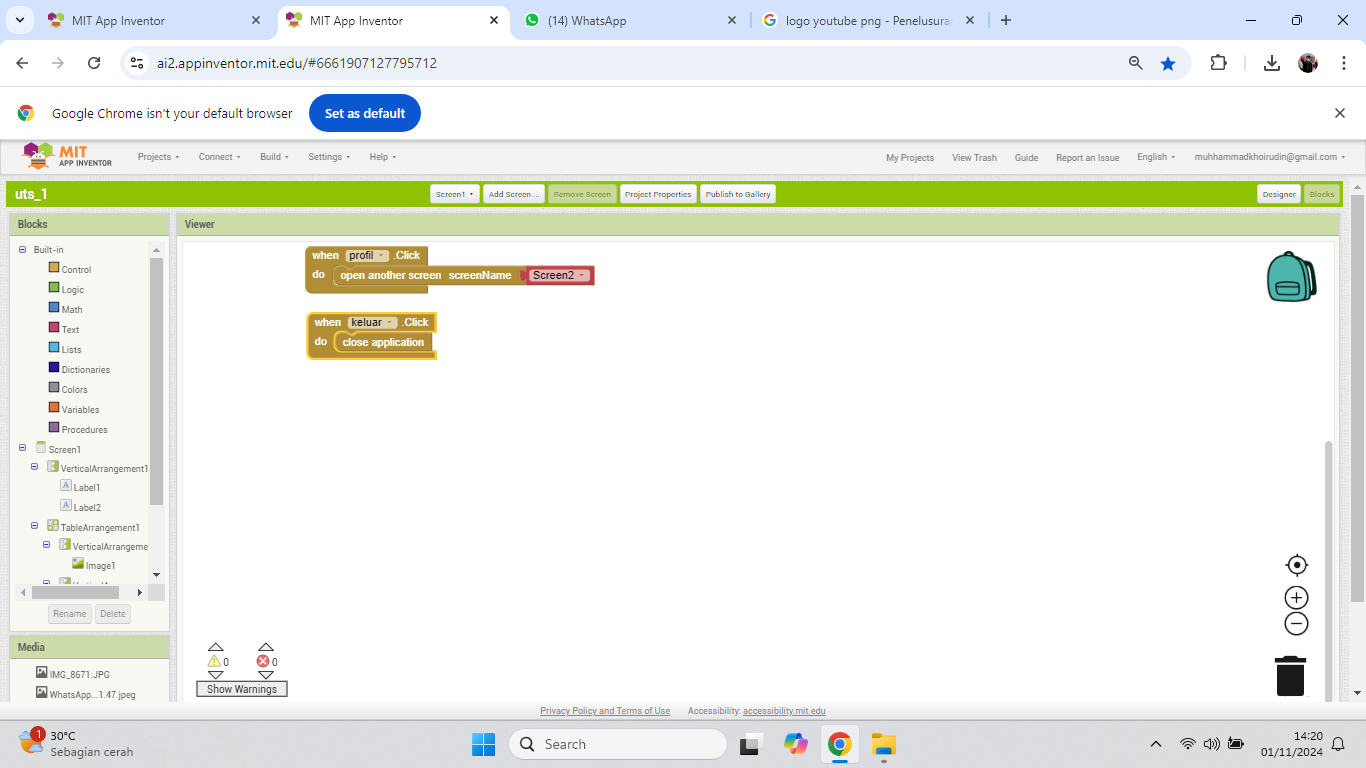 MIT App Inventor
MIT App Inventor
(14) WhatsApp
logo youtube png - Penelusura
ai2.appinventor.mit.edu/#6661907127795712
Google Chrome isn't your default browser
Set as default
MIT
APP INVENTOR
Projects
Connect
Build
Settings
Help
My Projects
View Trash
Guide
Report an Issue
English
muhhammadkhoirudin@gmail.com
uts_1
Screen1
Add Screen ...
Remove Screen
Project Properties
Publish to Gallery
Designer
Blocks
Blocks
Viewer
Built-in
Control
Logic
Math
Text
Lists
Dictionaries
Colors
Variables
Procedures
Screen1
VerticalArrangement1
Label1
Label2
TableArrangement1
VerticalArrangeme
Image1
Rename
Delete
Media
IMG_8671.JPG
WhatsApp...1.47.jpeg
when profil .Click
do open another screen screenName Screen2
when keluar .Click
do close application
0
0
Show Warnings
Privacy Policy and Terms of Use
Accessibility: accessibility.mit.edu
1
30°C
Sebagian cerah
Search
14:20
01/11/2024